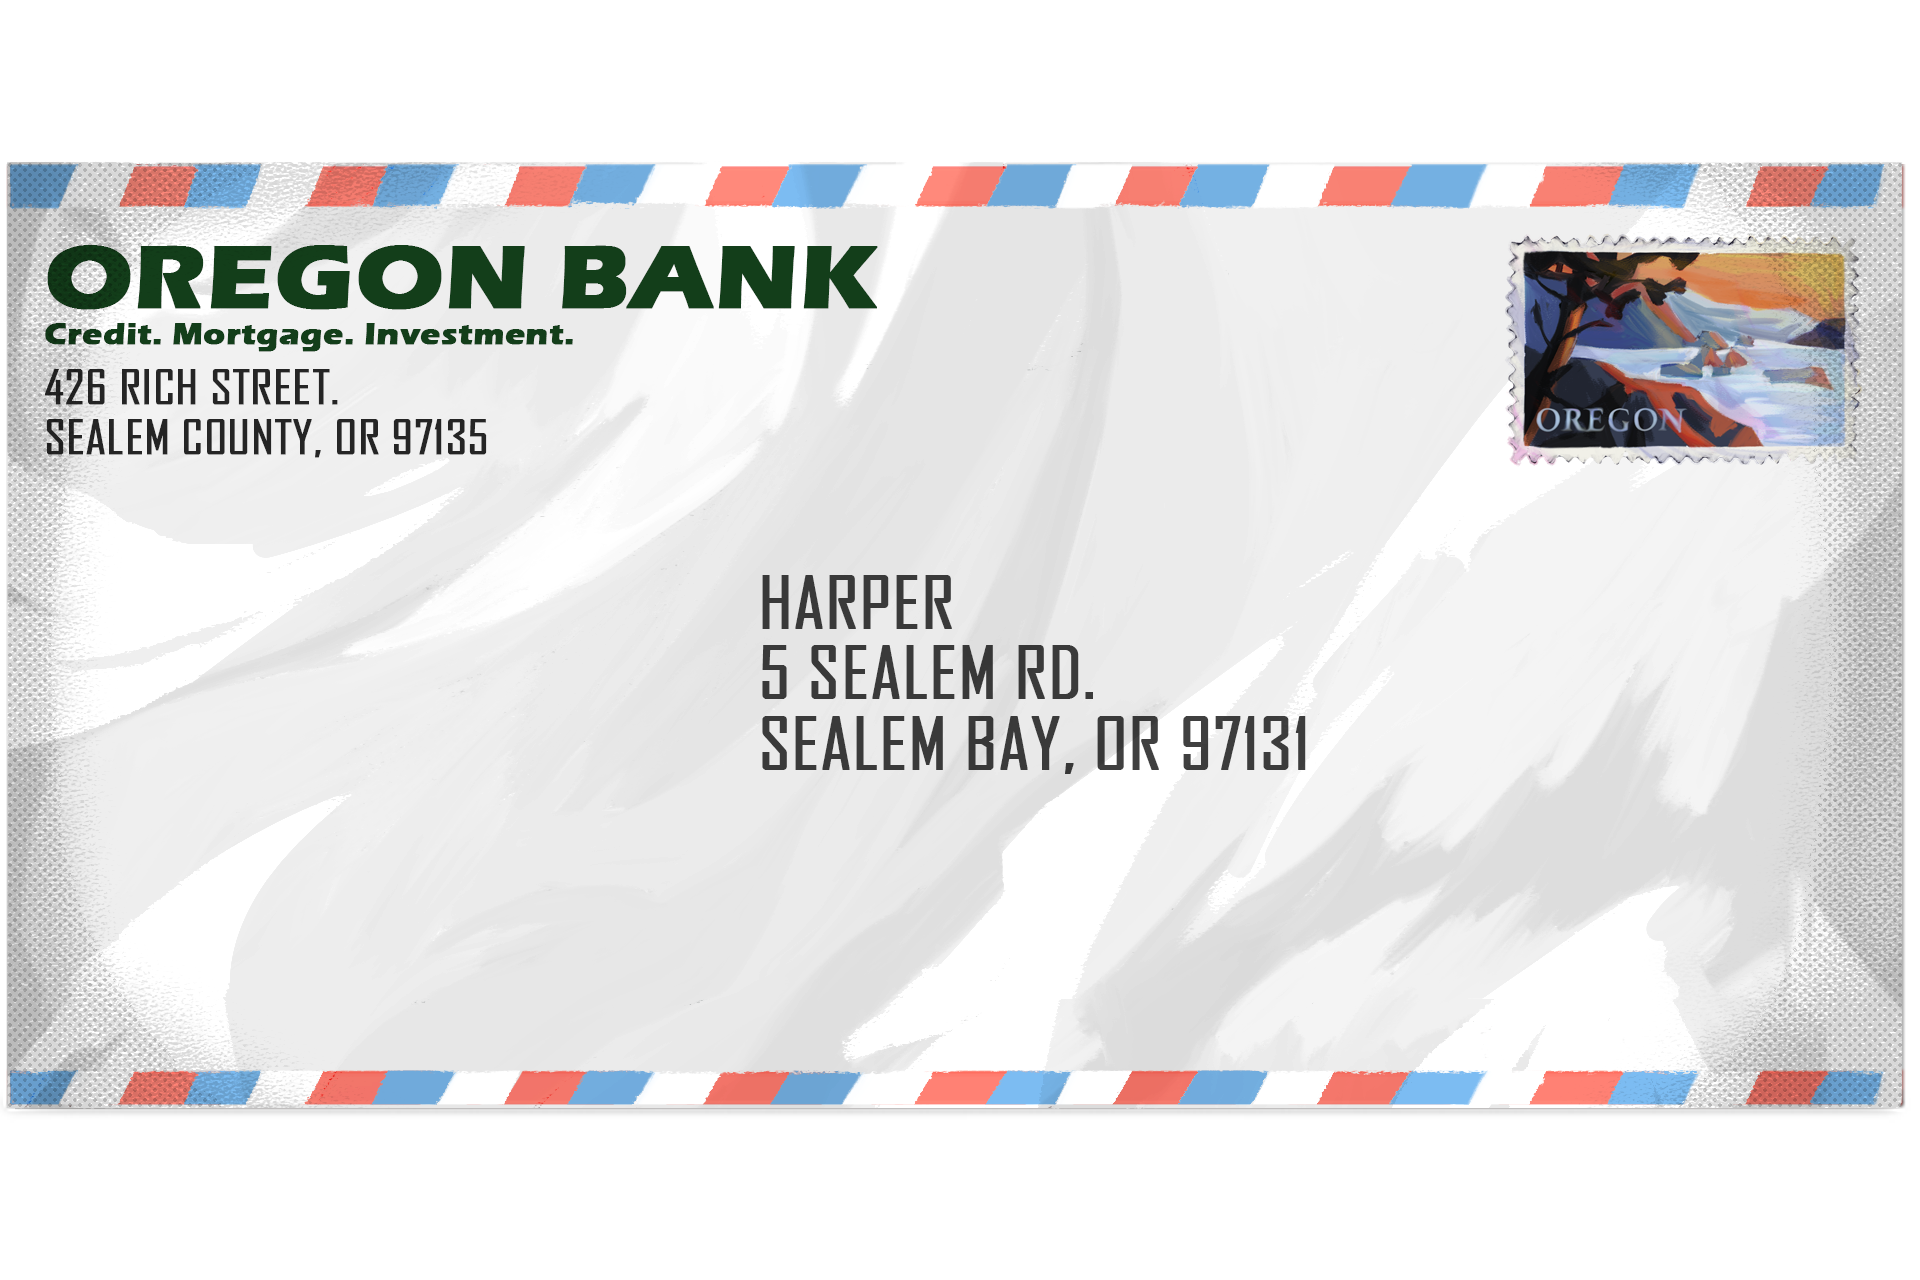 OREGON BANK
Credit. Mortgage. Investment.
426 RICH STREET.
SEALEM COUNTY, OR 97135
OREGON
HARPER
5 SEALEM RD.
SEALEM BAY, OR 97131